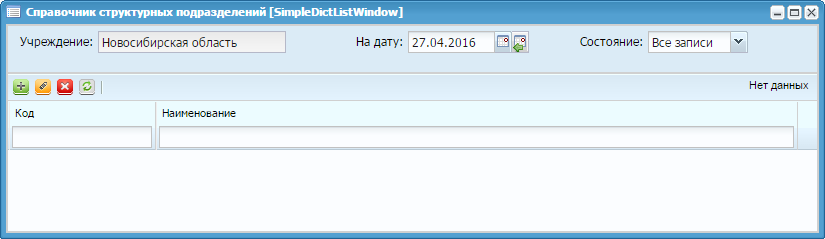 Справочник структурных подразделений [SimpleDictListWindow]
Учреждение: Новосибирская область На дату: 27.04.2016 Состояние: Все записи
Нет данных
Код Наименование